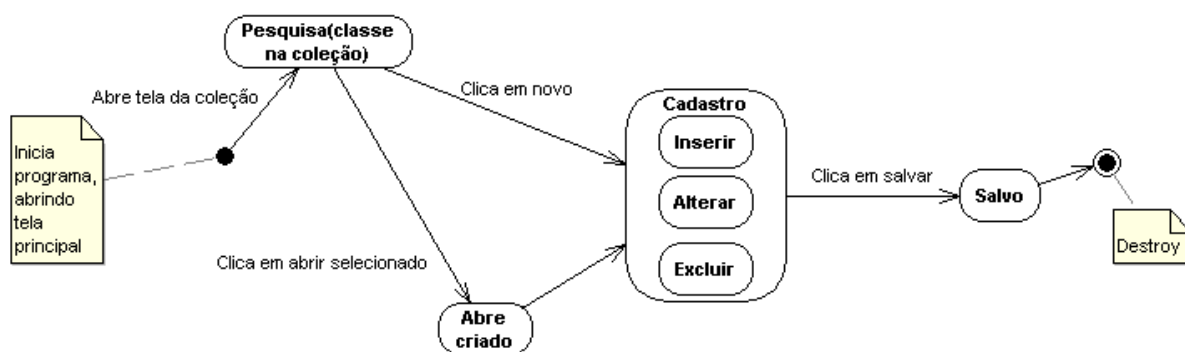 Pesquisa(classe
na coleção)
Abre tela da coleção
Clica em novo
Inicia
programa,
abrindo
tela
principal
Cadastro
Inserir
Alterar
Excluir
Clica em salvar
Salvo
Destroy
Clica em abrir selecionado
Abre
criado